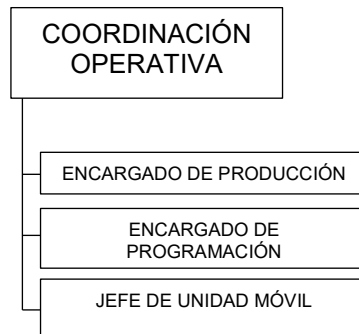 COORDINACIÓN
OPERATIVA
ENCARGADO DE PRODUCCIÓN
ENCARGADO DE
PROGRAMACIÓN
JEFE DE UNIDAD MÓVIL